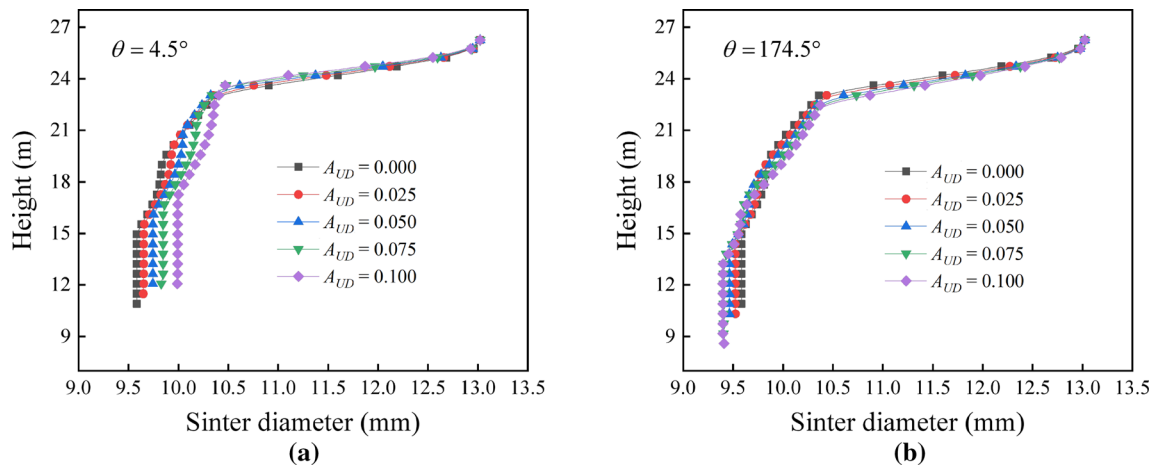 27
24
21
18
15
12
9
Height (m)
θ = 4.5°
A_UD = 0.000
A_UD = 0.025
A_UD = 0.050
A_UD = 0.075
A_UD = 0.100
9.0 9.5 10.0 10.5 11.0 11.5 12.0 12.5 13.0 13.5
Sinter diameter (mm)
(a)
27
24
21
18
15
12
9
Height (m)
θ = 174.5°
A_UD = 0.000
A_UD = 0.025
A_UD = 0.050
A_UD = 0.075
A_UD = 0.100
9.0 9.5 10.0 10.5 11.0 11.5 12.0 12.5 13.0 13.5
Sinter diameter (mm)
(b)